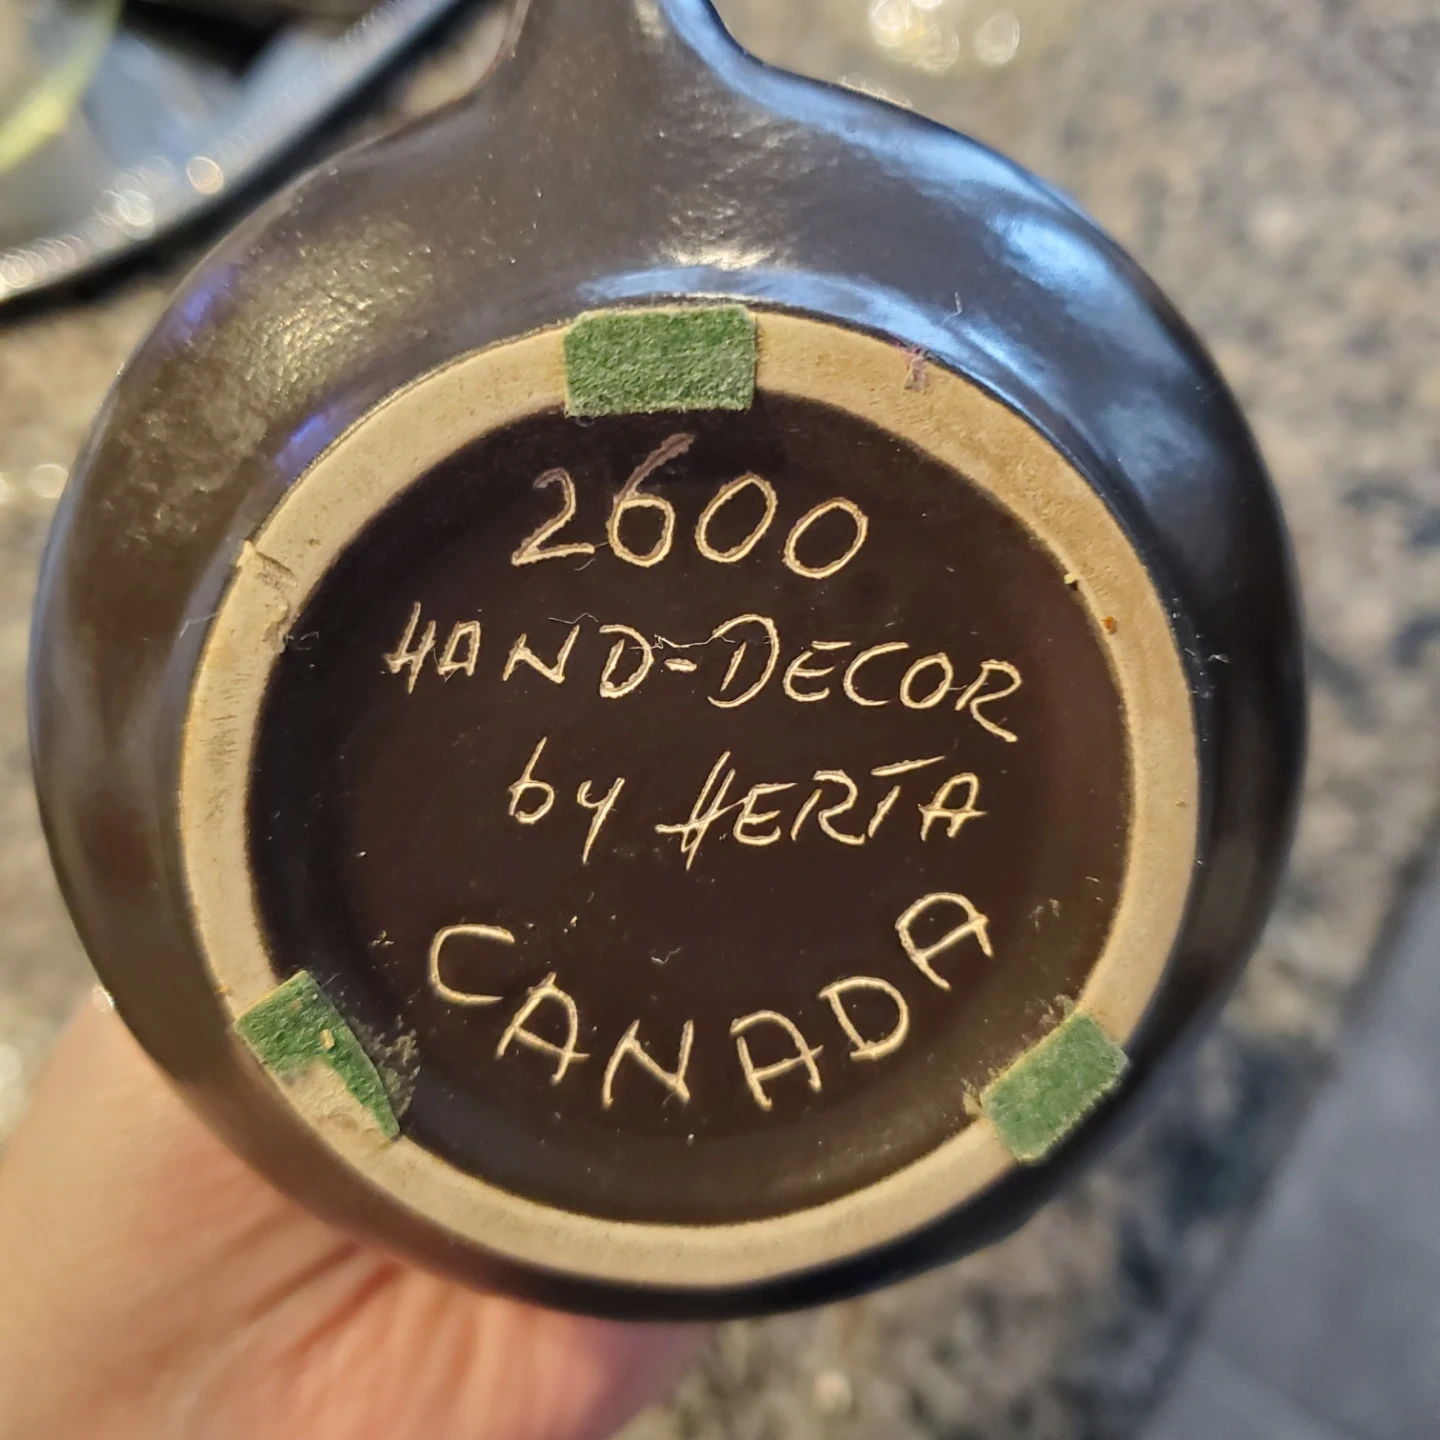 2600
HAND-DECOR
by HERTA
CANADA